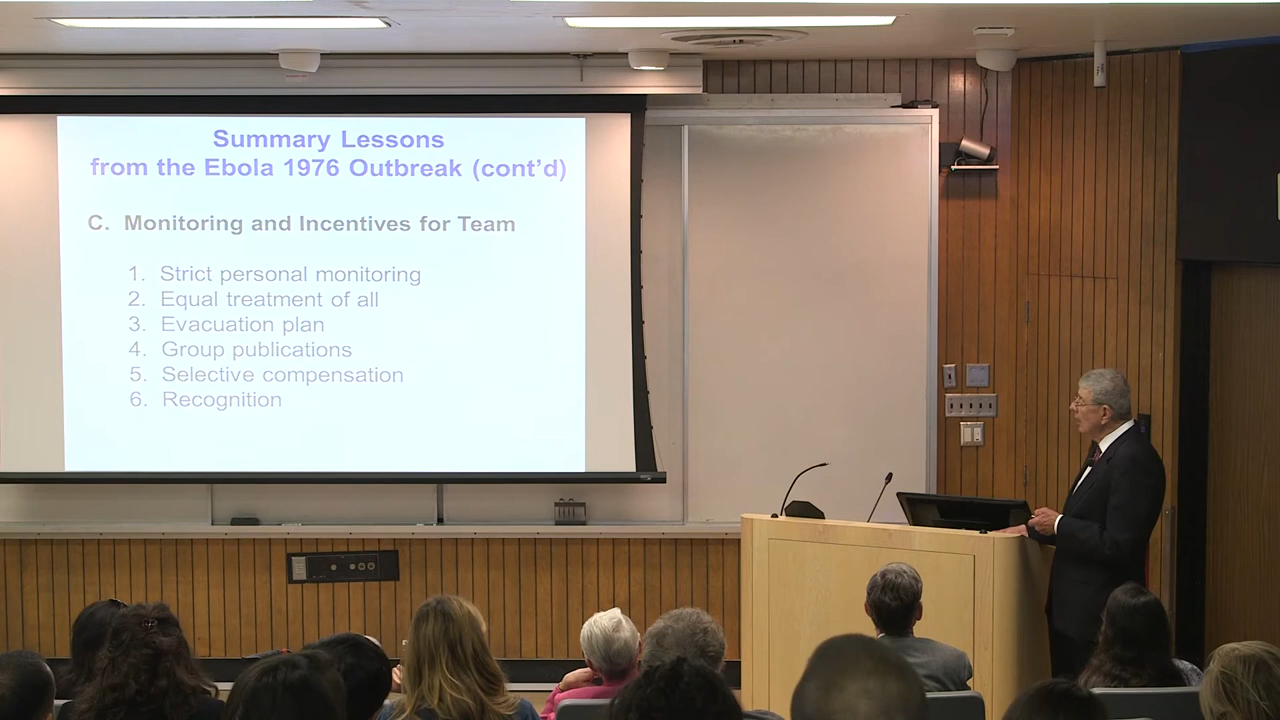 Summary Lessons
from the Ebola 1976 Outbreak (cont'd)
C. Monitoring and Incentives for Team
1. Strict personal monitoring
2. Equal treatment of all
3. Evacuation plan
4. Group publications
5. Selective compensation
6. Recognition